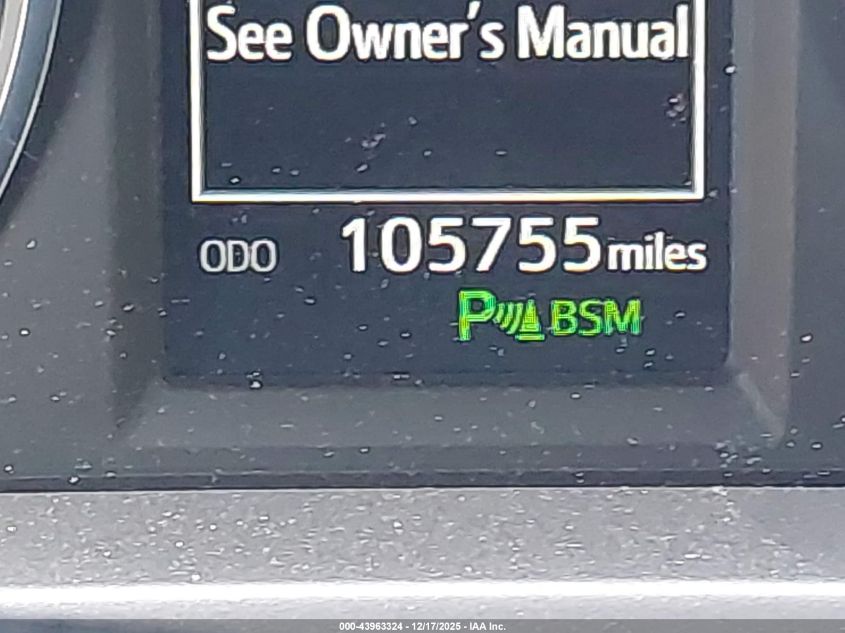 See Owner's Manual
ODO 105755 miles
P BSM
000-43963324 - 12/17/2025 - IAA Inc.